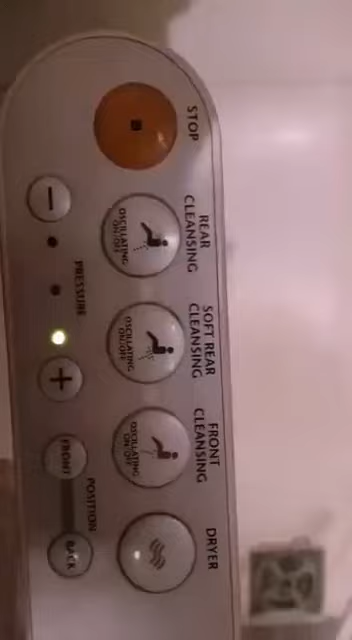 STOP
REAR
CLEANSING
OSCILLATING
ON/OFF
SOFT REAR
CLEANSING
OSCILLATING
ON/OFF
FRONT
CLEANSING
OSCILLATING
ON/OFF
DRYER
−
PRESSURE
+
FRONT
POSITION
BACK